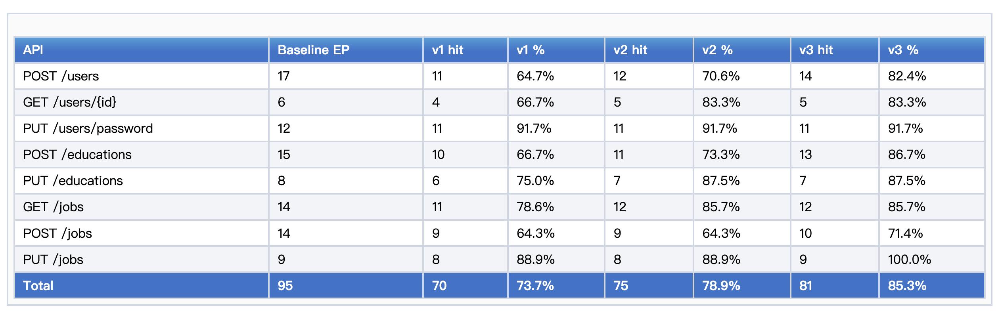 API Baseline EP v1 hit v1 % v2 hit v2 % v3 hit v3 %
POST /users 17 11 64.7% 12 70.6% 14 82.4%
GET /users/{id} 6 4 66.7% 5 83.3% 5 83.3%
PUT /users/password 12 11 91.7% 11 91.7% 11 91.7%
POST /educations 15 10 66.7% 11 73.3% 13 86.7%
PUT /educations 8 6 75.0% 7 87.5% 7 87.5%
GET /jobs 14 11 78.6% 12 85.7% 12 85.7%
POST /jobs 14 9 64.3% 9 64.3% 10 71.4%
PUT /jobs 9 8 88.9% 8 88.9% 9 100.0%
Total 95 70 73.7% 75 78.9% 81 85.3%